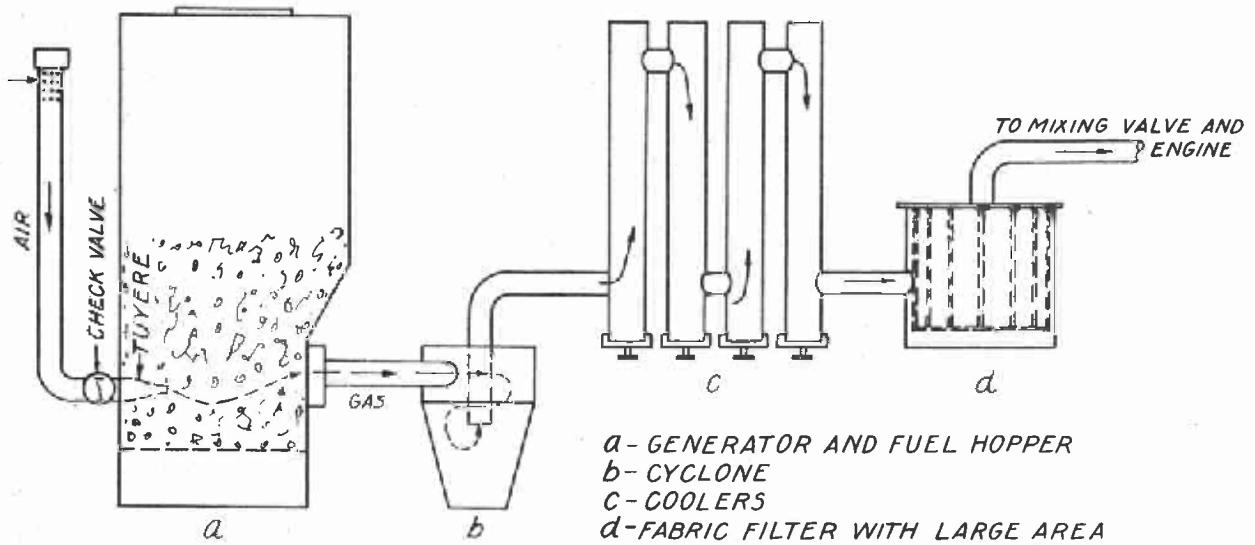 TO MIXING VALVE AND
ENGINE
AIR
CHECK VALVE
TUYERE
GAS
a
b
c
d
a- GENERATOR AND FUEL HOPPER
b- CYCLONE
C- COOLERS
d- FABRIC FILTER WITH LARGE AREA